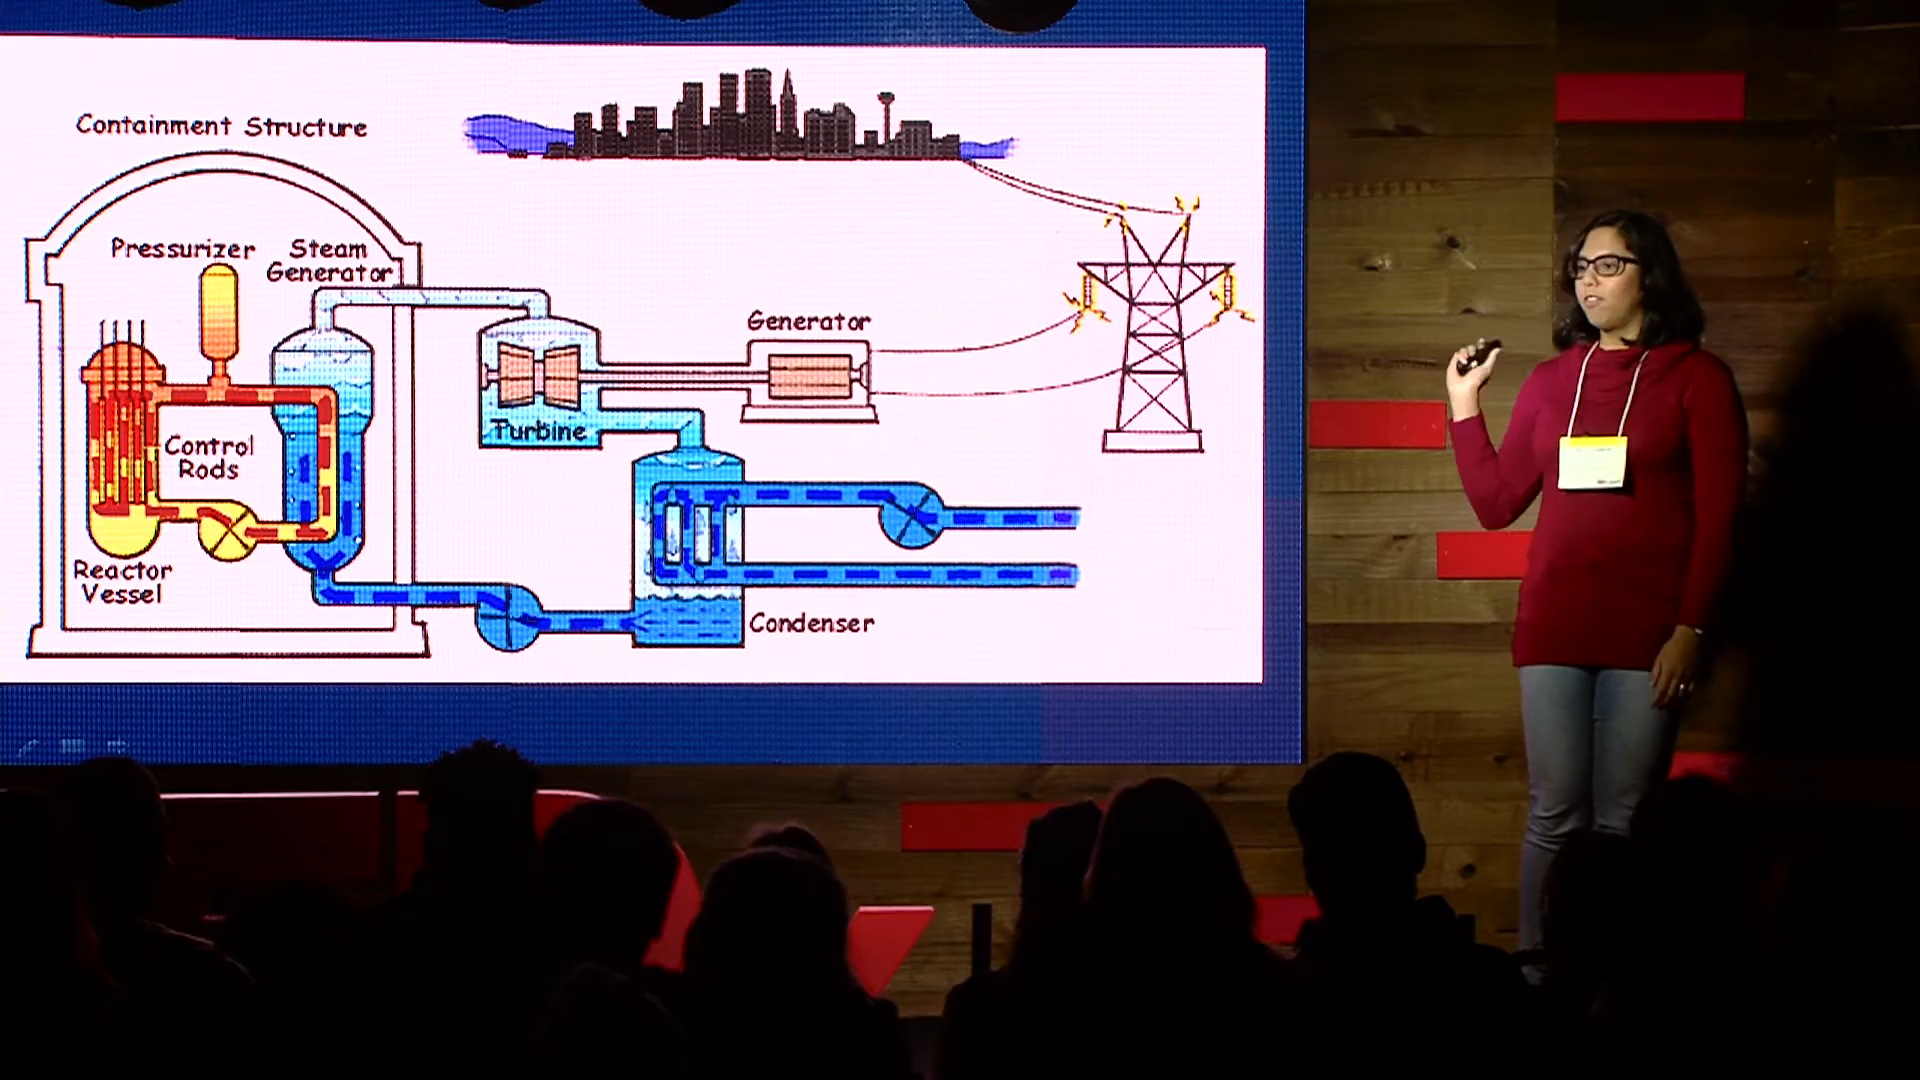 Containment Structure
Pressurizer
Steam
Generator
Generator
Turbine
Control
Rods
Reactor
Vessel
Condenser